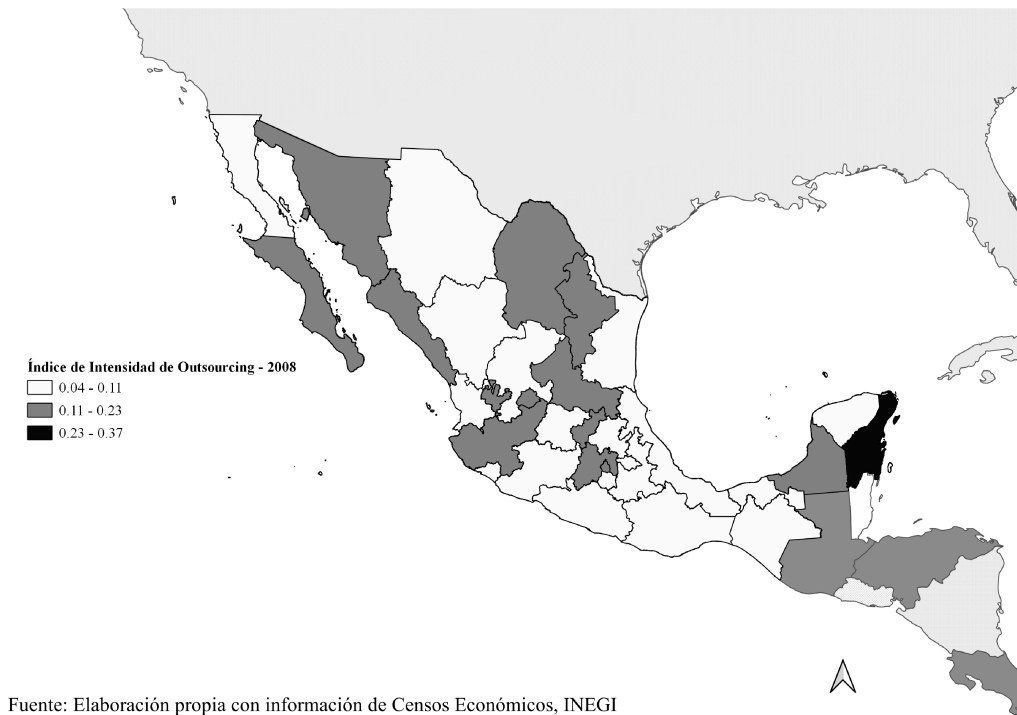 Índice de Intensidad de Outsourcing - 2008
0.04 - 0.11
0.11 - 0.23
0.23 - 0.37
Fuente: Elaboración propia con información de Censos Económicos, INEGI